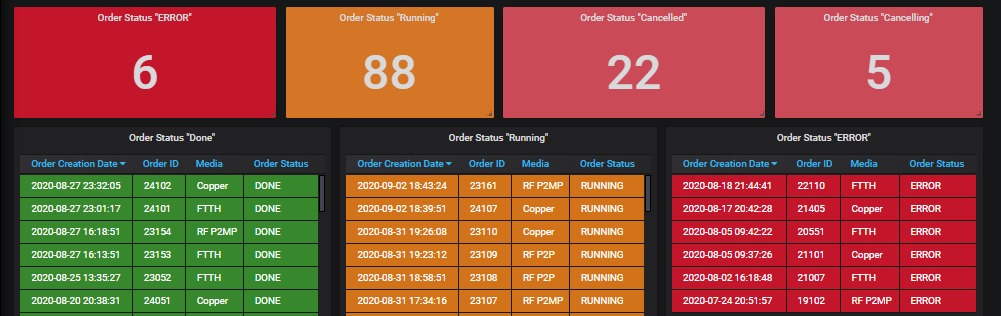 Order Status "ERROR" Order Status "Running" Order Status "Cancelled" Order Status "Cancelling"
6 88 22 5
Order Status "Done" Order Status "Running" Order Status "ERROR"
Order Creation Date Order ID Media Order Status Order Creation Date Order ID Media Order Status Order Creation Date Order ID Media Order Status
2020-08-27 23:32:05 24102 Copper DONE 2020-09-02 18:43:24 23161 RF P2MP RUNNING 2020-08-18 21:44:41 22110 FTTH ERROR
2020-08-27 23:01:17 24101 FTTH DONE 2020-09-02 18:39:51 24107 Copper RUNNING 2020-08-17 20:42:28 21405 Copper ERROR
2020-08-27 16:18:51 23154 RF P2MP DONE 2020-08-31 19:26:08 23110 Copper RUNNING 2020-08-05 09:42:22 20551 FTTH ERROR
2020-08-27 16:13:51 23153 FTTH DONE 2020-08-31 19:23:12 23109 RF P2P RUNNING 2020-08-05 09:37:26 21101 Copper ERROR
2020-08-25 13:35:27 23052 FTTH DONE 2020-08-31 18:58:51 23108 RF P2P RUNNING 2020-08-02 16:18:48 21007 FTTH ERROR
2020-08-20 20:38:31 24051 Copper DONE 2020-08-31 17:34:16 23107 RF P2MP RUNNING 2020-07-24 20:51:57 19102 RF P2MP ERROR